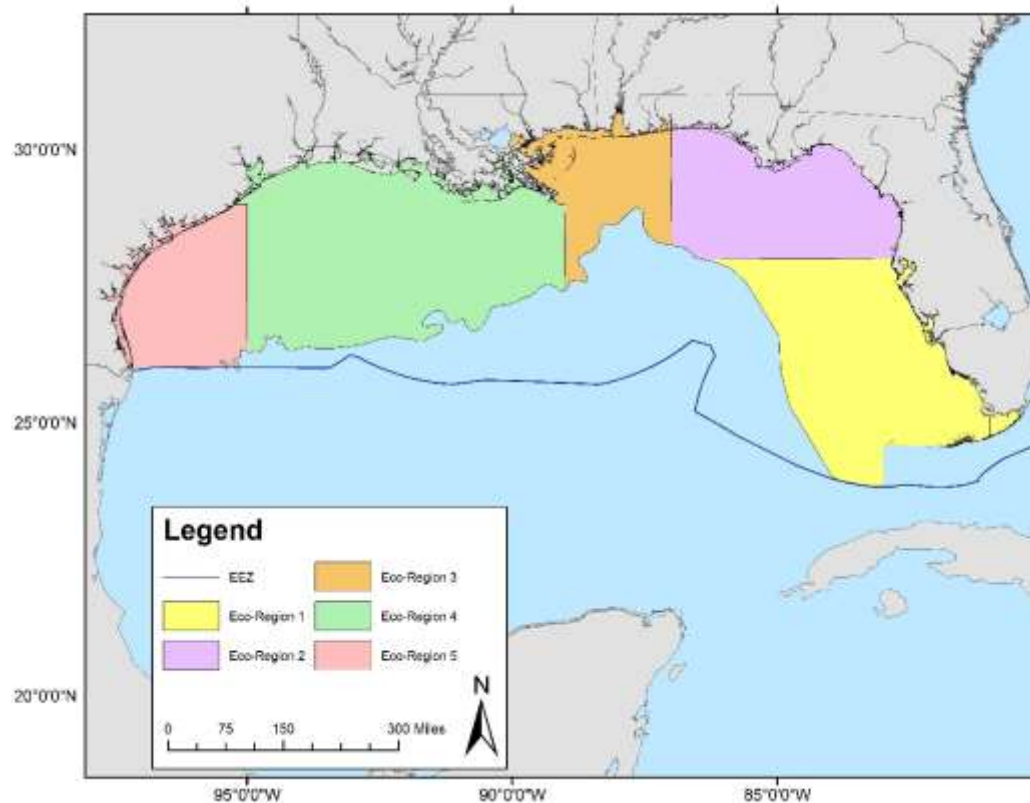 30°0'0"N
25°0'0"N
20°0'0"N
Legend
EEZ
Eco-Region 3
Eco-Region 1
Eco-Region 4
Eco-Region 2
Eco-Region 5
N
0 75 150 300 Miles
95°0'0"W 90°0'0"W 85°0'0"W